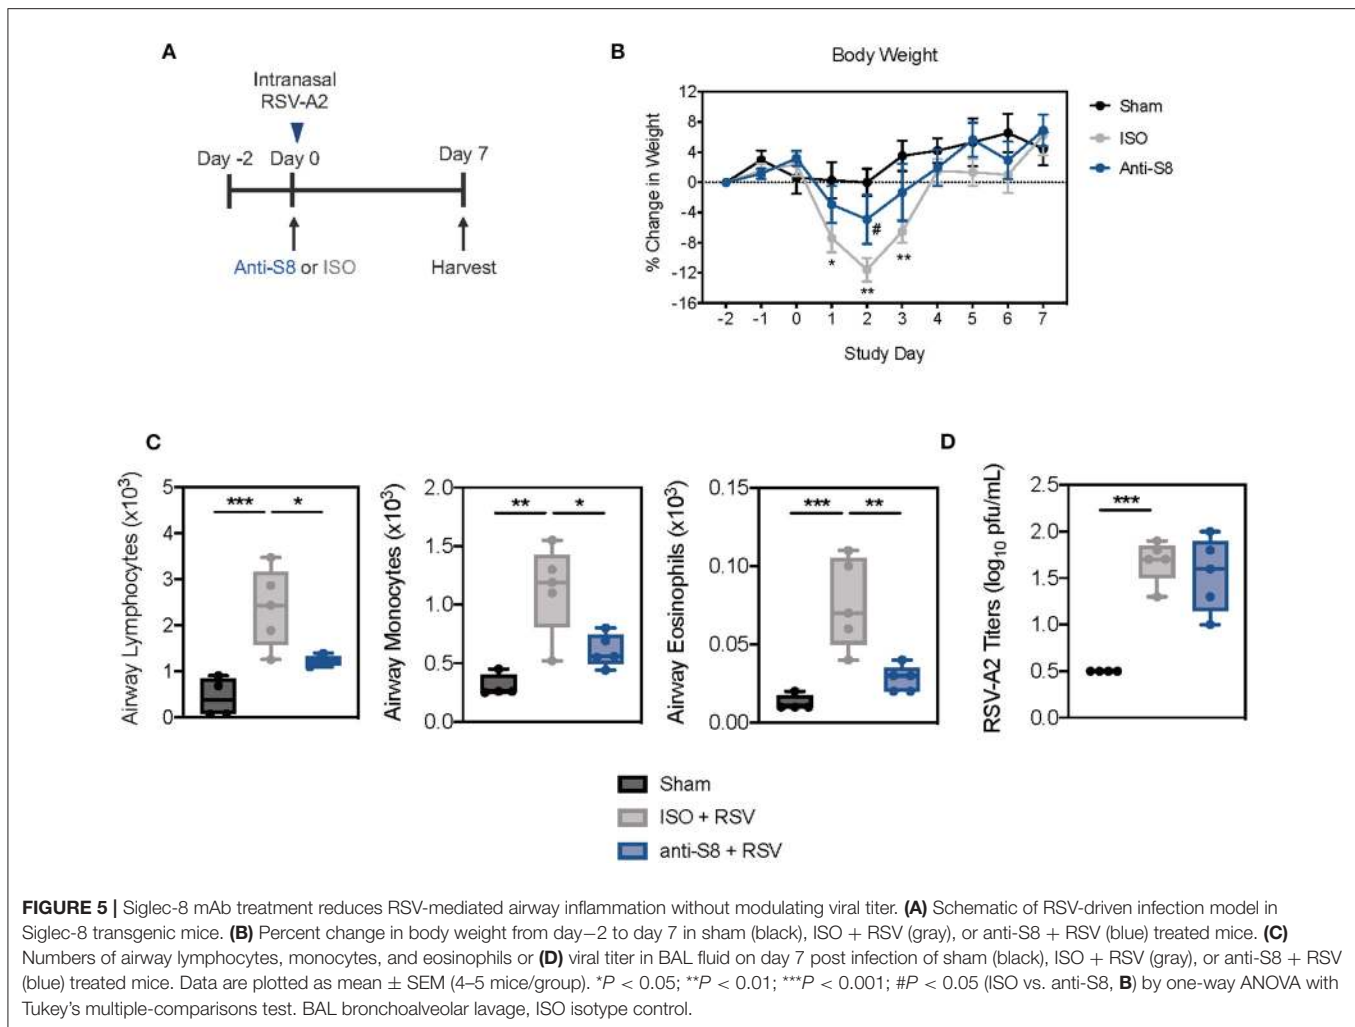 A
Intranasal
RSV-A2
Day -2
Day 0
Day 7
Anti-S8 or ISO
Harvest
B
Body Weight
% Change in Weight
12
8
4
0
-4
-8
-12
-16
-2 -1 0 1 2 3 4 5 6 7
Study Day
* ** # **
Sham
ISO
Anti-S8
C
Airway Lymphocytes (x10³)
5
4
3
2
1
0
*** *
Airway Monocytes (x10³)
2.0
1.5
1.0
0.5
0.0
** *
Airway Eosinophils (x10³)
0.15
0.10
0.05
0.00
*** **
D
RSV-A2 Titers (log₁₀ pfu/mL)
2.5
2.0
1.5
1.0
0.5
0.0
***
Sham
ISO + RSV
anti-S8 + RSV
FIGURE 5 | Siglec-8 mAb treatment reduces RSV-mediated airway inflammation without modulating viral titer. (A) Schematic of RSV-driven infection model in
Siglec-8 transgenic mice. (B) Percent change in body weight from day−2 to day 7 in sham (black), ISO + RSV (gray), or anti-S8 + RSV (blue) treated mice. (C)
Numbers of airway lymphocytes, monocytes, and eosinophils or (D) viral titer in BAL fluid on day 7 post infection of sham (black), ISO + RSV (gray), or anti-S8 + RSV
(blue) treated mice. Data are plotted as mean ± SEM (4–5 mice/group). *P < 0.05; **P < 0.01; ***P < 0.001; #P < 0.05 (ISO vs. anti-S8, B) by one-way ANOVA with
Tukey's multiple-comparisons test. BAL bronchoalveolar lavage, ISO isotype control.